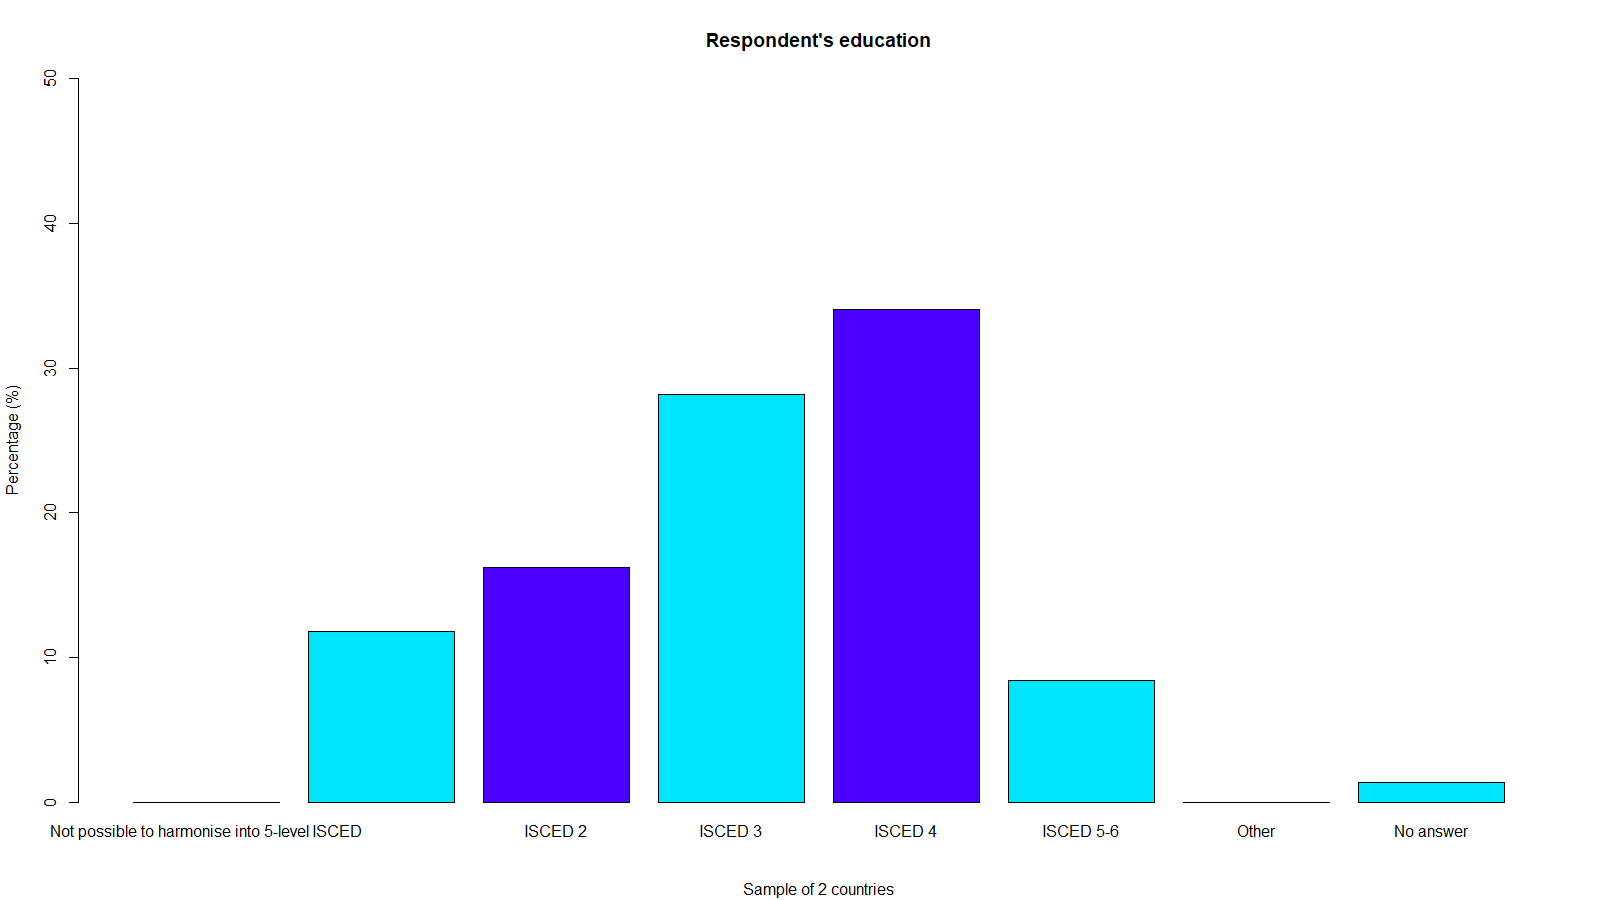 Respondent's education
50
40
30
20
10
0
Percentage (%)
Not possible to harmonise into 5-level ISCED
ISCED 2
ISCED 3
ISCED 4
ISCED 5-6
Other
No answer
Sample of 2 countries